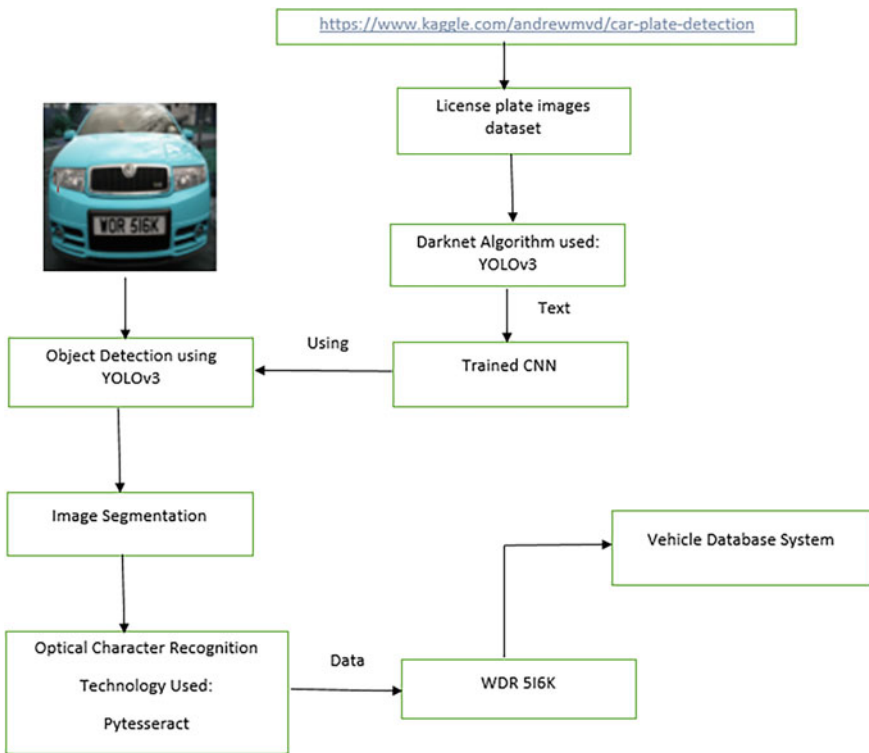 https://www.kaggle.com/andrewmvd/car-plate-detection
License plate images
dataset
WOR 5I6K
Darknet Algorithm used:
YOLOv3
Text
Object Detection using
YOLOv3
Using
Trained CNN
Image Segmentation
Vehicle Database System
Optical Character Recognition
Technology Used:
Pytesseract
Data
WDR 5I6K